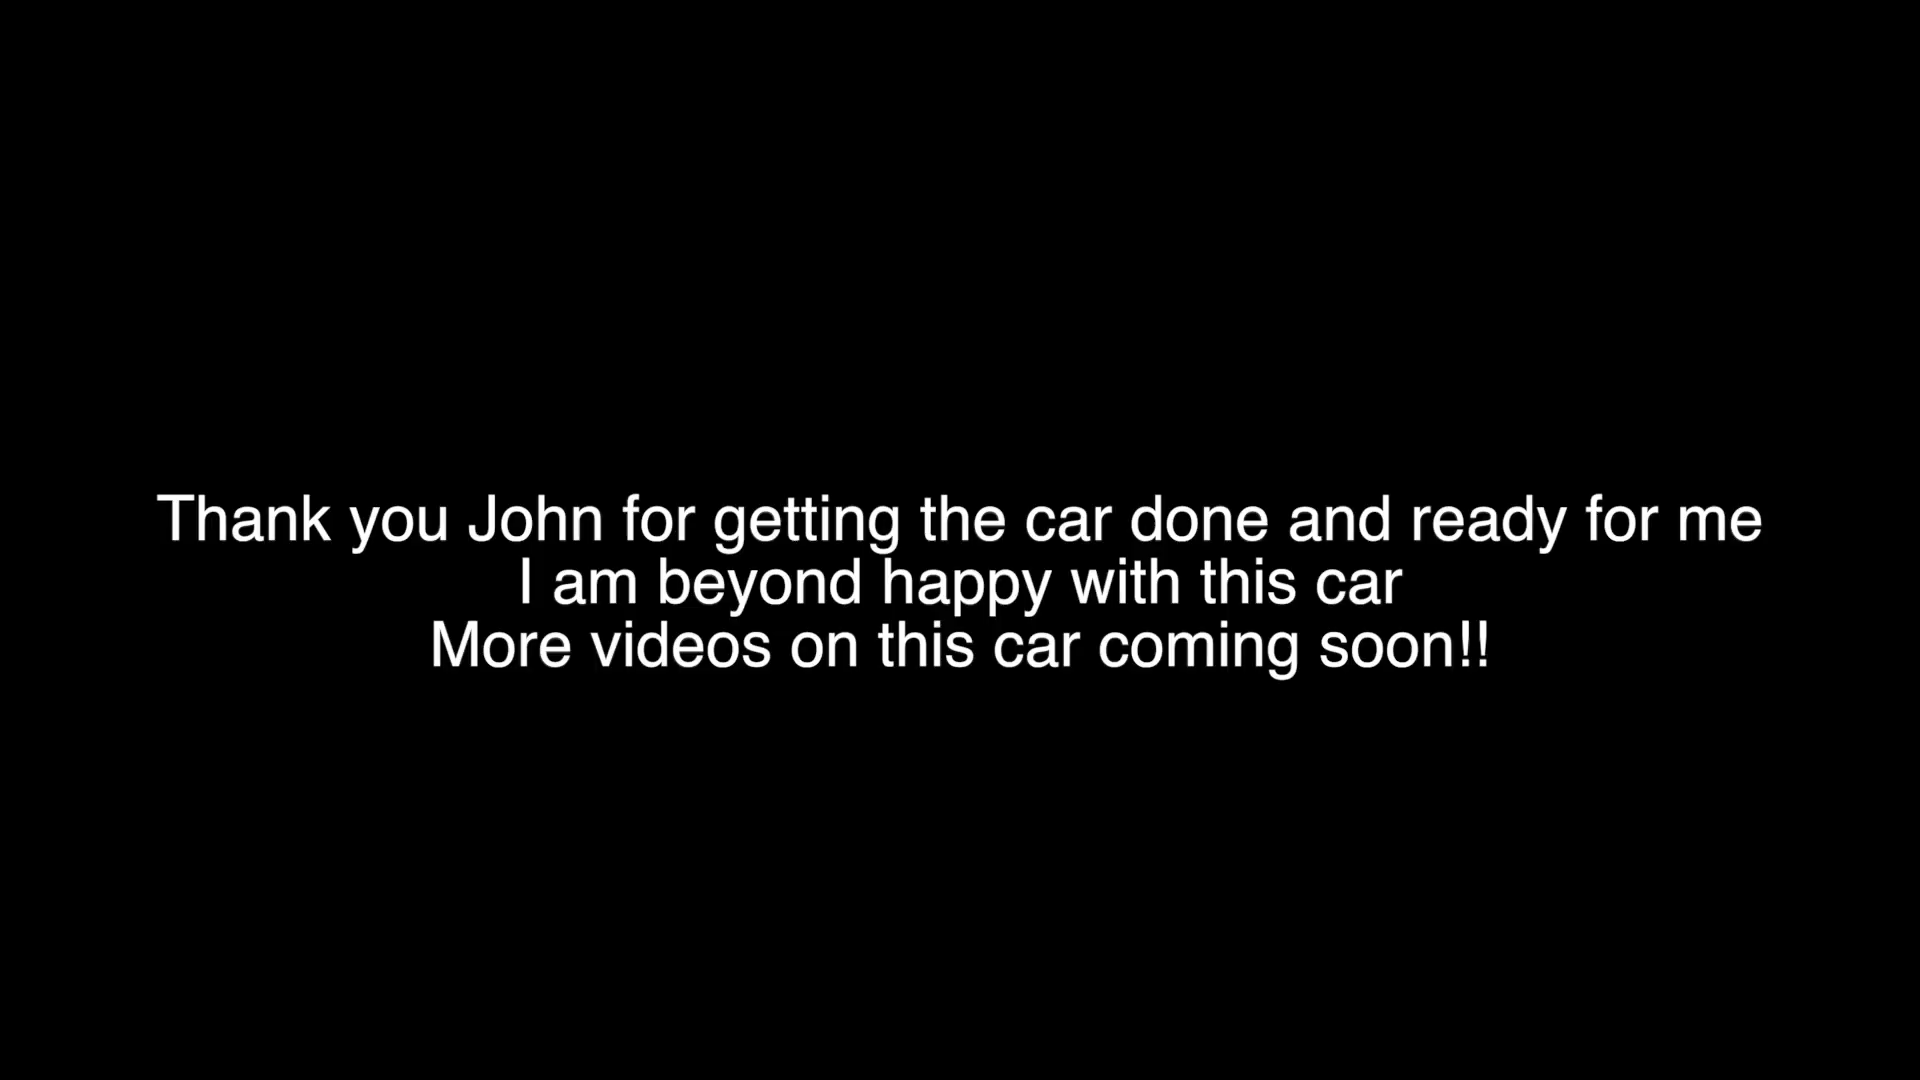 Thank you John for getting the car done and ready for me
I am beyond happy with this car
More videos on this car coming soon!!